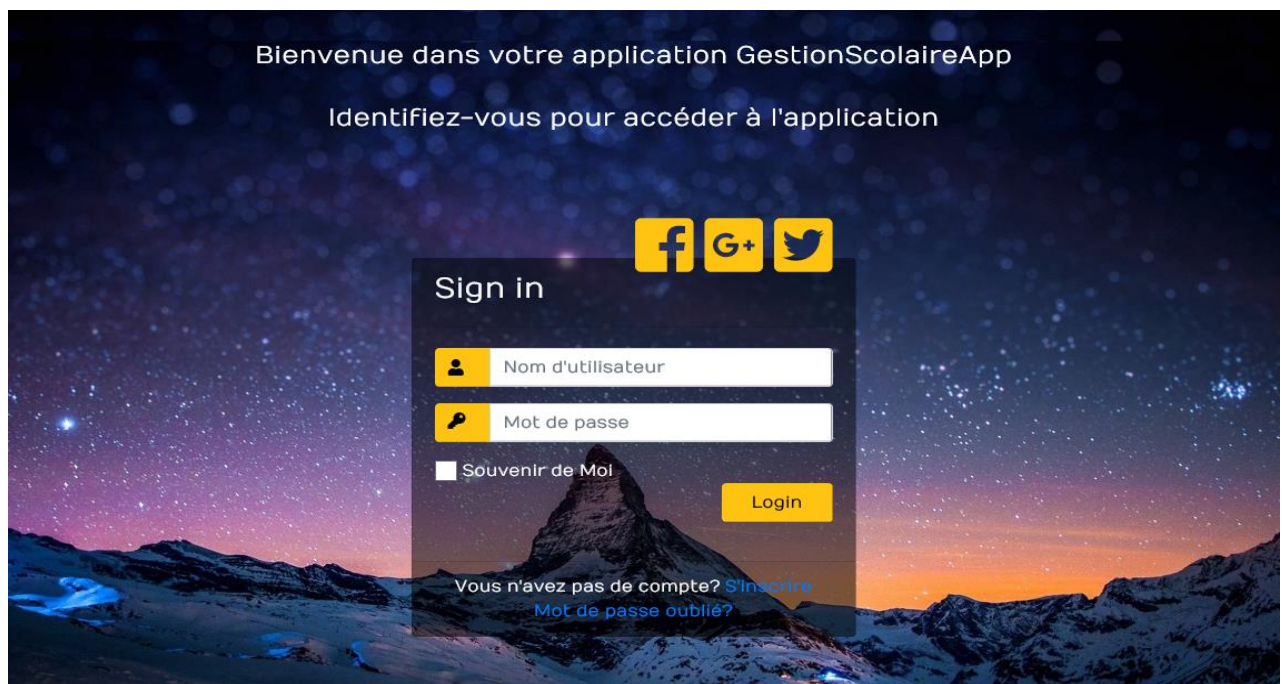 Bienvenue dans votre application GestionScolaireApp
Identifiez-vous pour accéder à l'application
G+
Sign in
Nom d'utilisateur
Mot de passe
Souvenir de Moi
Login
Vous n'avez pas de compte? S'inscrire
Mot de passe oublié?